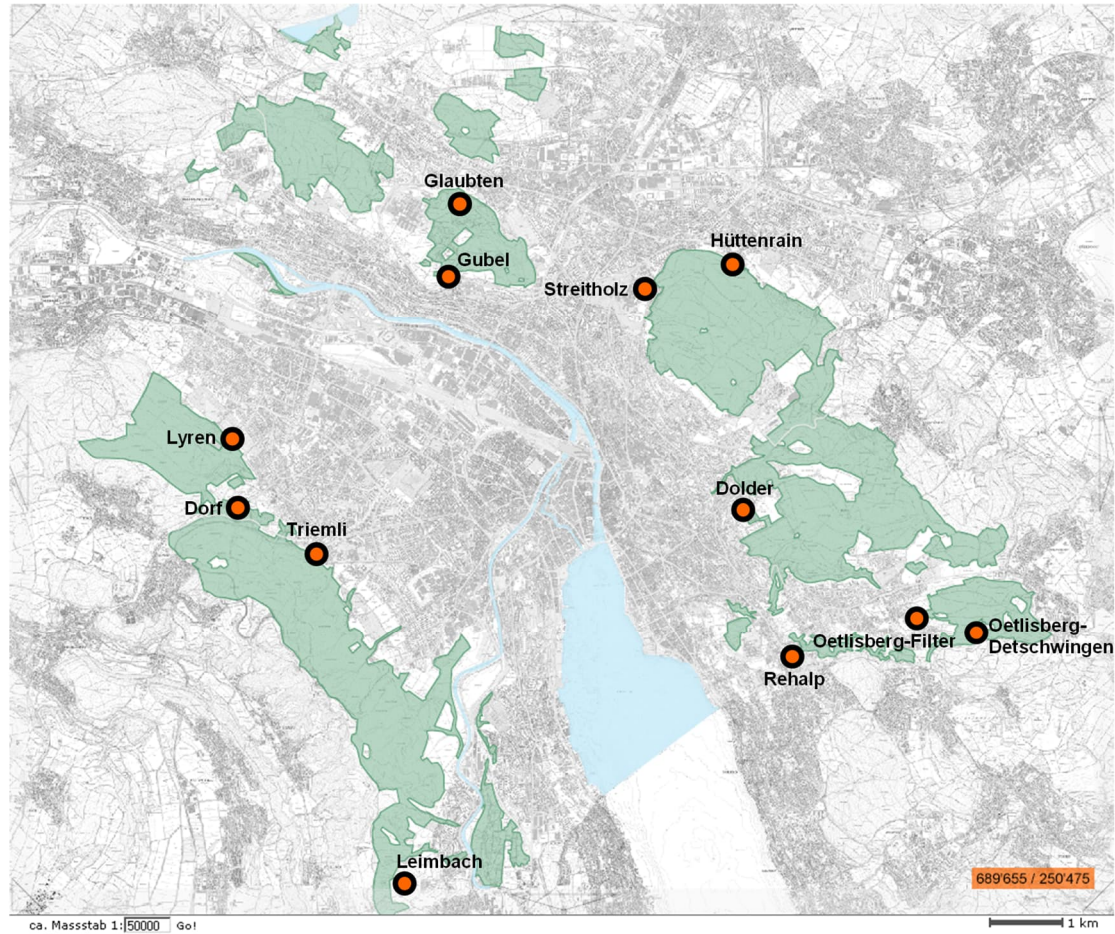 Glaubten
Hüttenrain
Gubel
Streitholz
Lyren
Dolder
Dorf
Triemli
Oetlisberg-
Detschwingen
Oetlisberg-Filter
Rehalp
Leimbach
689'655 / 250'475
ca. Massstab 1: 50000 Go!
1 km